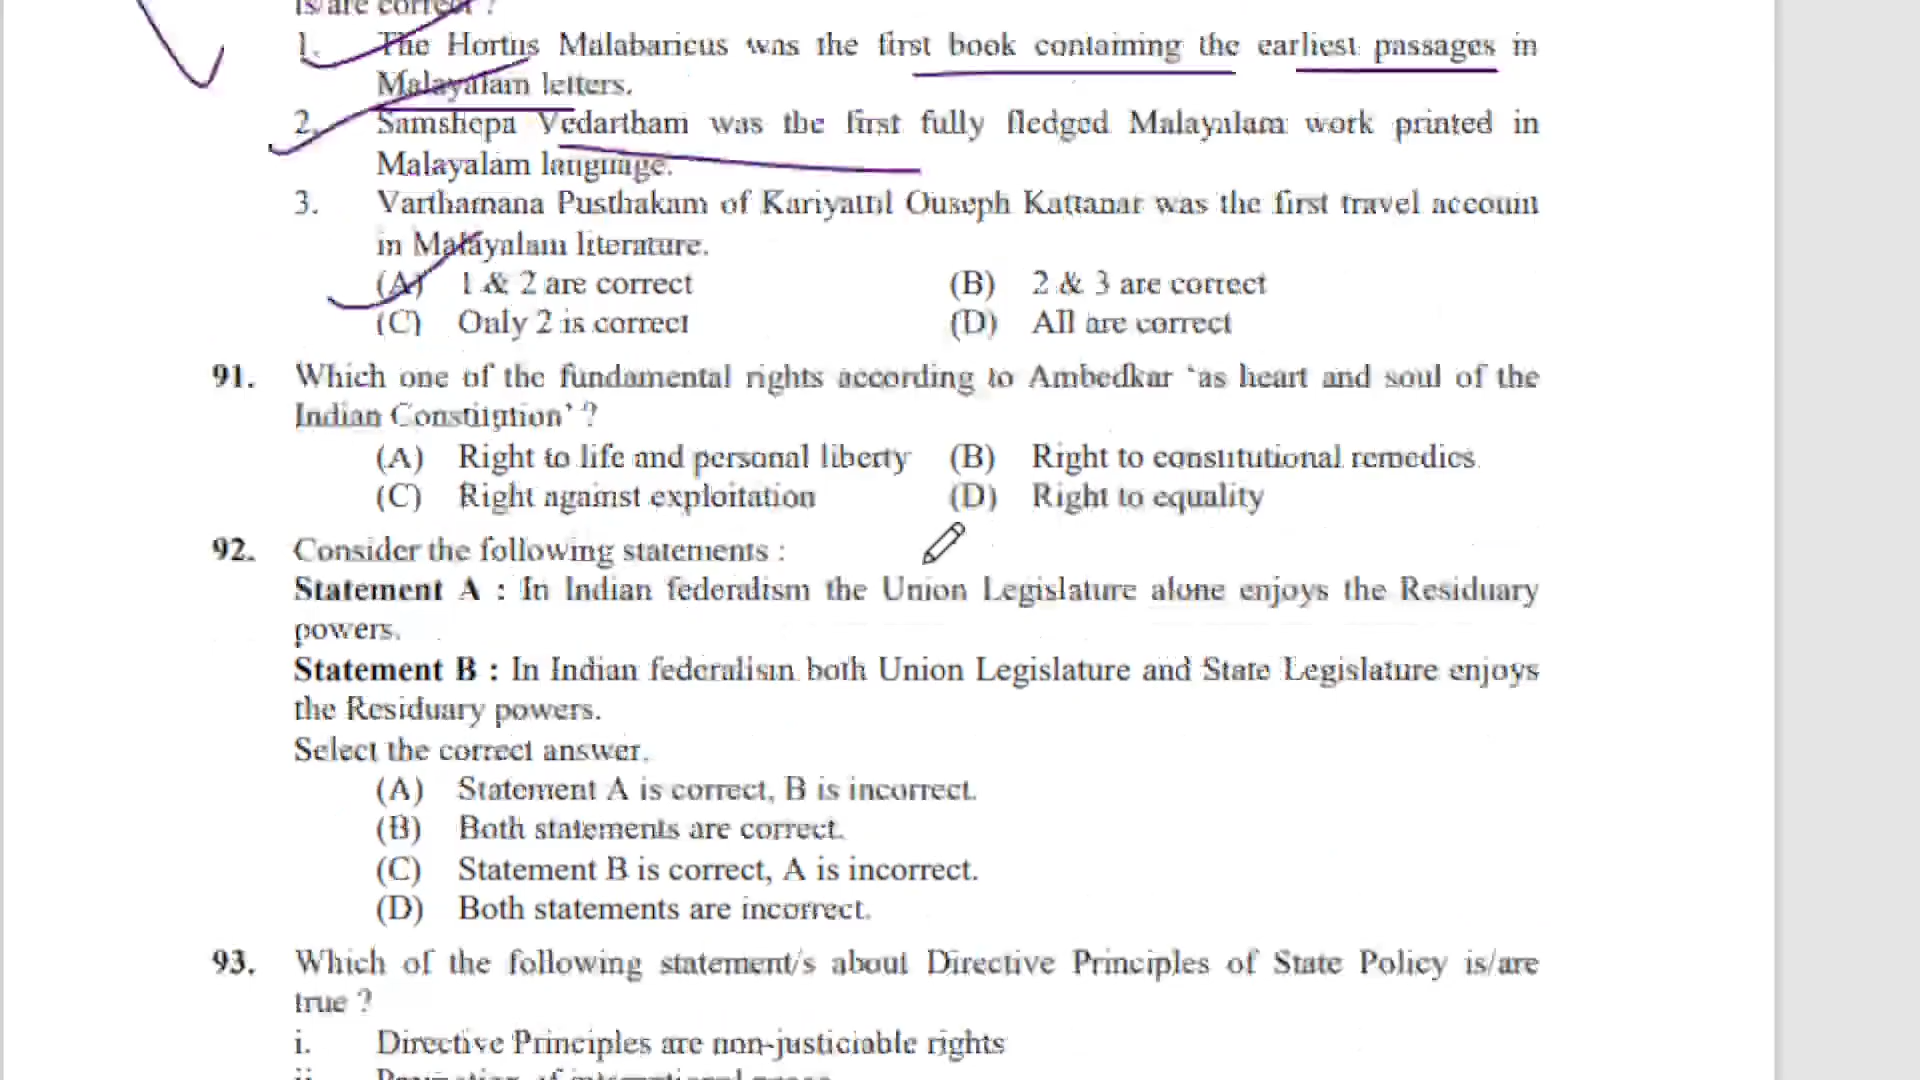 is/are correct ?
1. The Hortus Malabaricus was the first book containing the earliest passages in
Malayalam letters.
2. Samshepa Vedartham was the first fully fledged Malayalam work printed in
Malayalam language.
3. Varthamana Pusthakam of Kariyattil Ouseph Kattanar was the first travel account
in Malayalam literature.
(A) 1 & 2 are correct (B) 2 & 3 are correct
(C) Only 2 is correct (D) All are correct
91. Which one of the fundamental rights according to Ambedkar ‘as heart and soul of the
Indian Constitution’ ?
(A) Right to life and personal liberty (B) Right to constitutional remedies
(C) Right against exploitation (D) Right to equality
92. Consider the following statements :
Statement A : In Indian federalism the Union Legislature alone enjoys the Residuary
powers.
Statement B : In Indian federalism both Union Legislature and State Legislature enjoys
the Residuary powers.
Select the correct answer.
(A) Statement A is correct, B is incorrect.
(B) Both statements are correct.
(C) Statement B is correct, A is incorrect.
(D) Both statements are incorrect.
93. Which of the following statement/s about Directive Principles of State Policy is/are
true ?
i. Directive Principles are non-justiciable rights
ii. Promotion of international peace